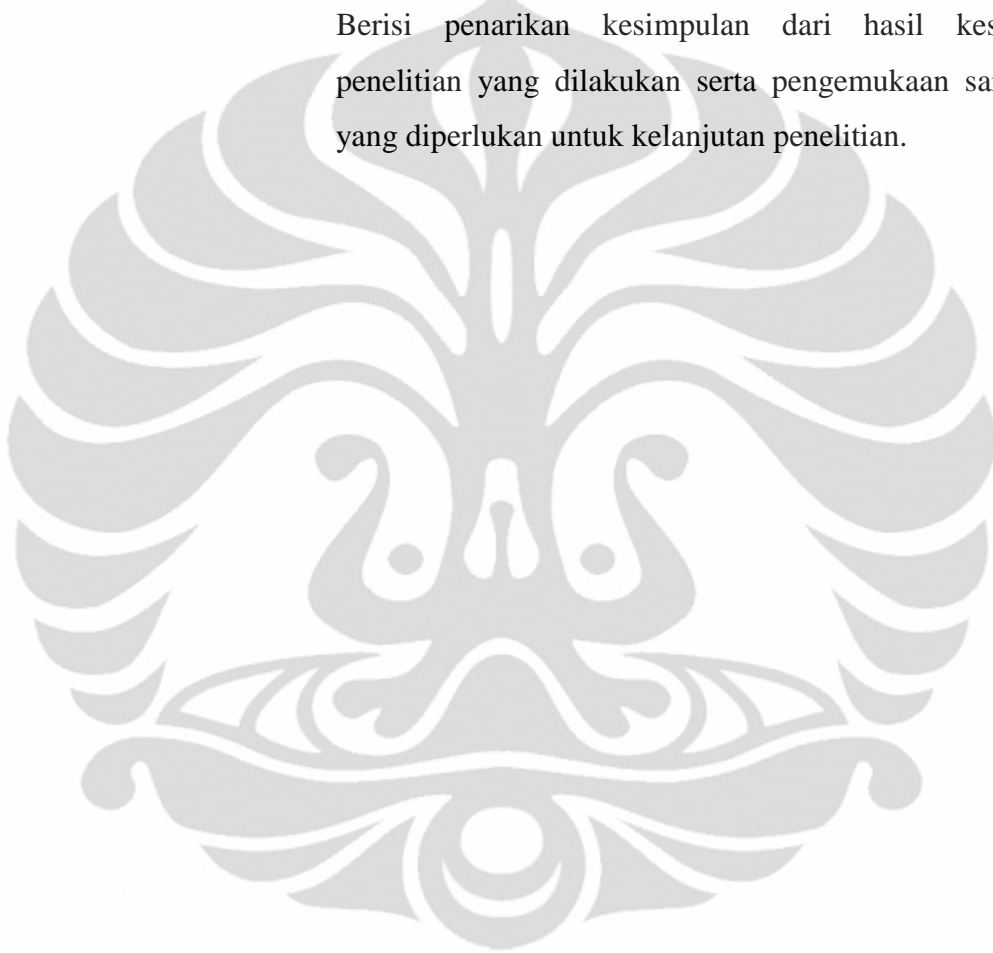 Berisi penarikan kesimpulan dari hasil
penelitian yang dilakukan serta pengemukaan
yang diperlukan untuk kelanjutan penelitian.